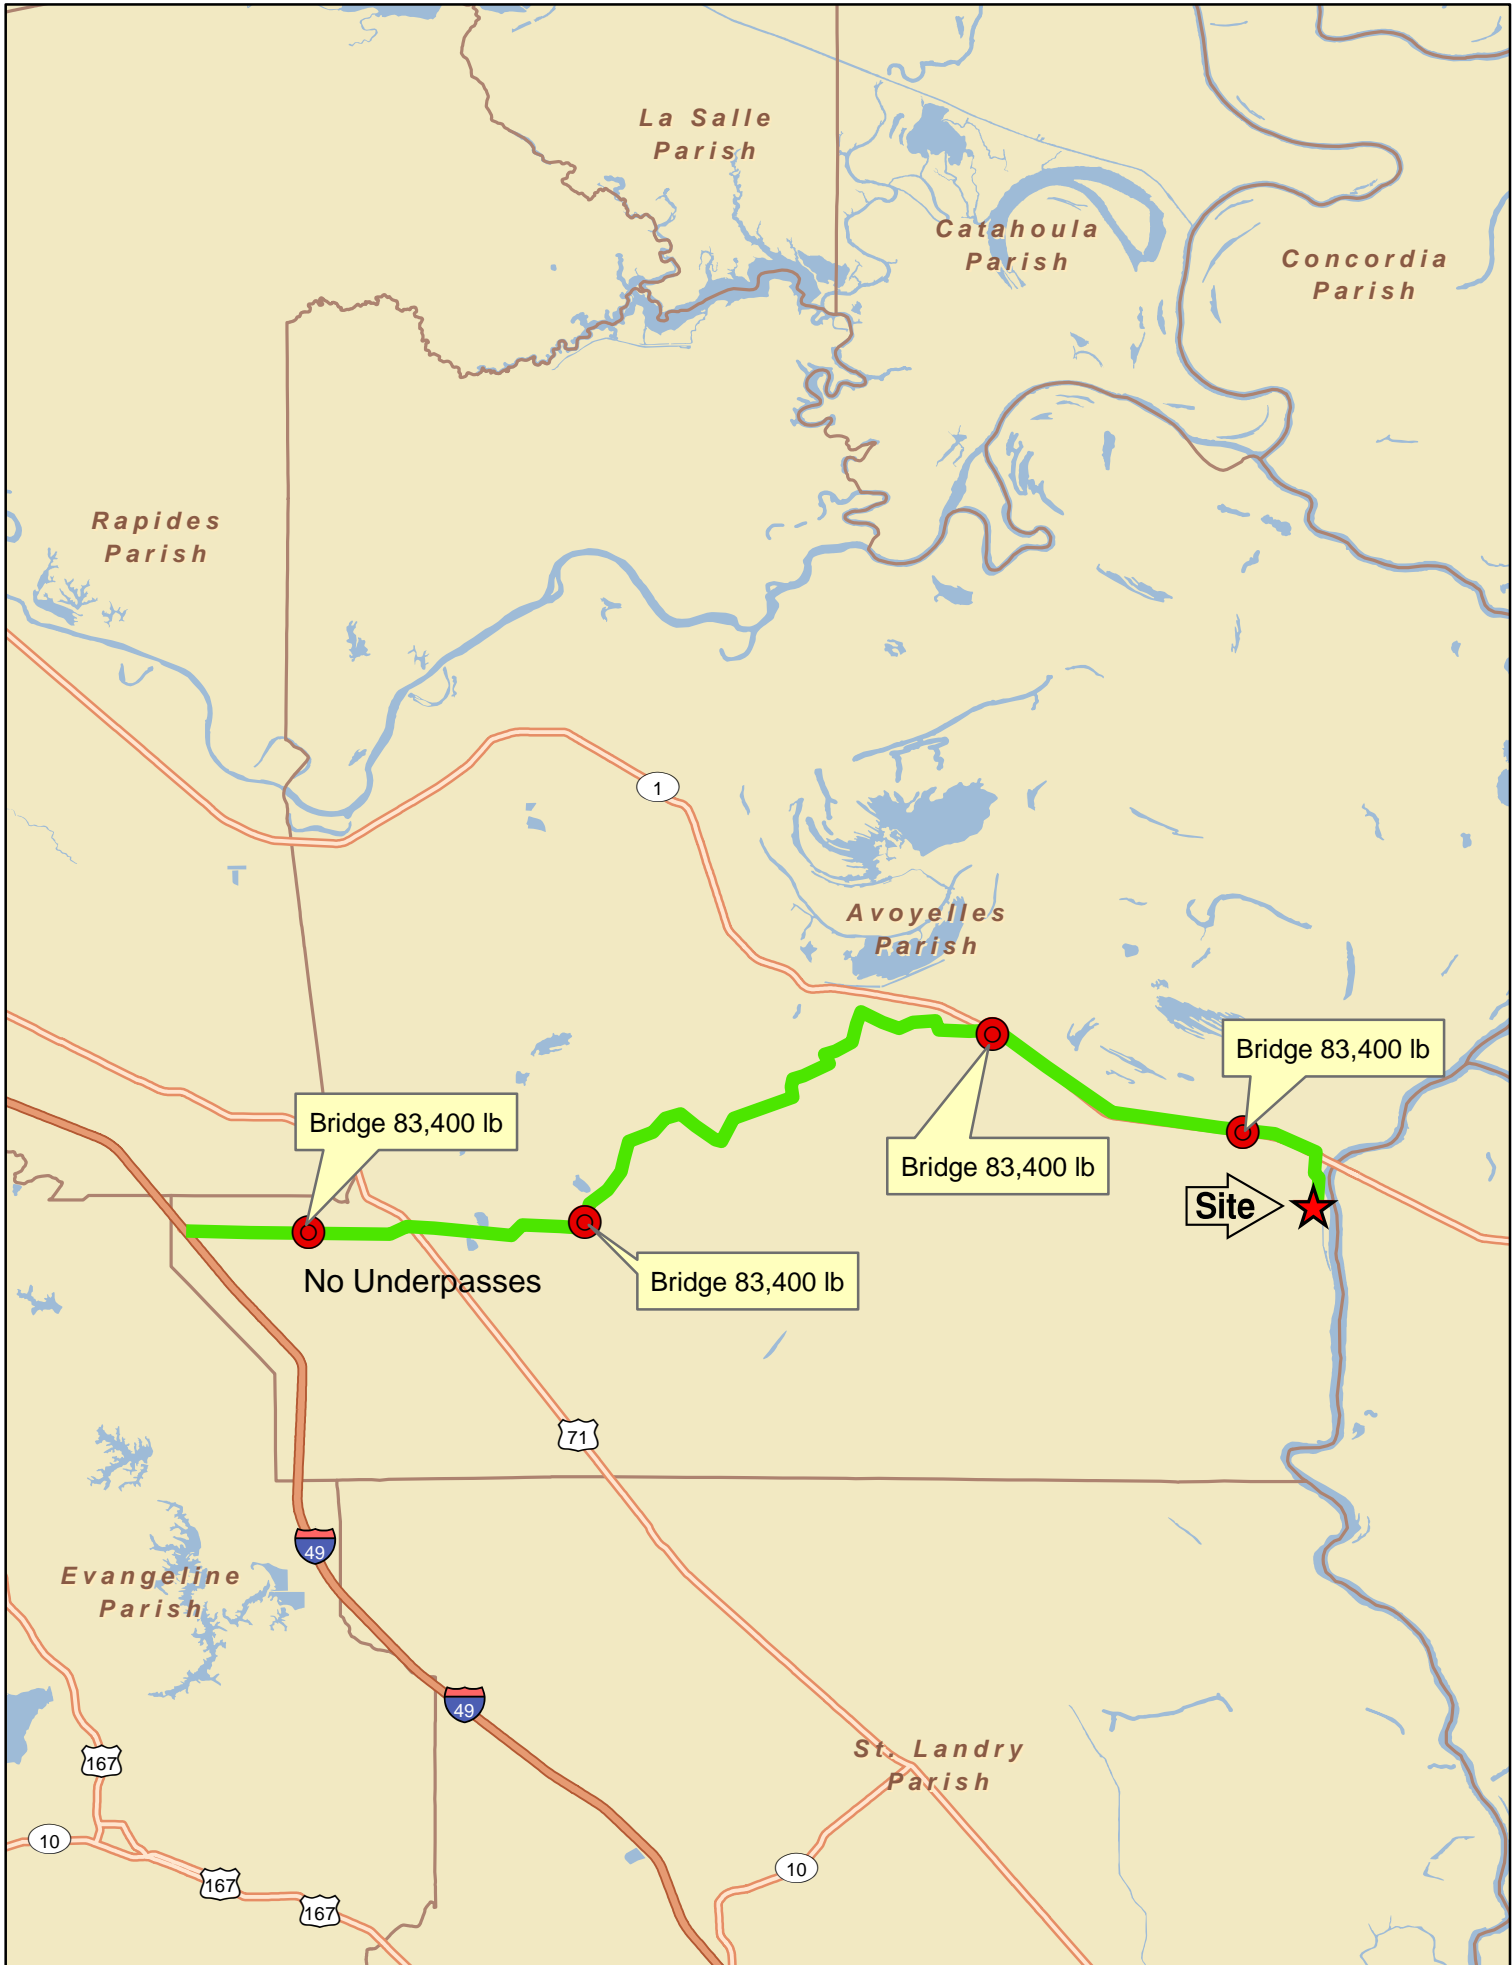 La Salle
Parish
Catahoula
Parish
Concordia
Parish
Rapides
Parish
1
Avoyelles
Parish
Bridge 83,400 lb
Bridge 83,400 lb
Bridge 83,400 lb
Site
No Underpasses
Bridge 83,400 lb
71
49
Evangeline
Parish
49
St. Landry
Parish
167
10
10
167
167